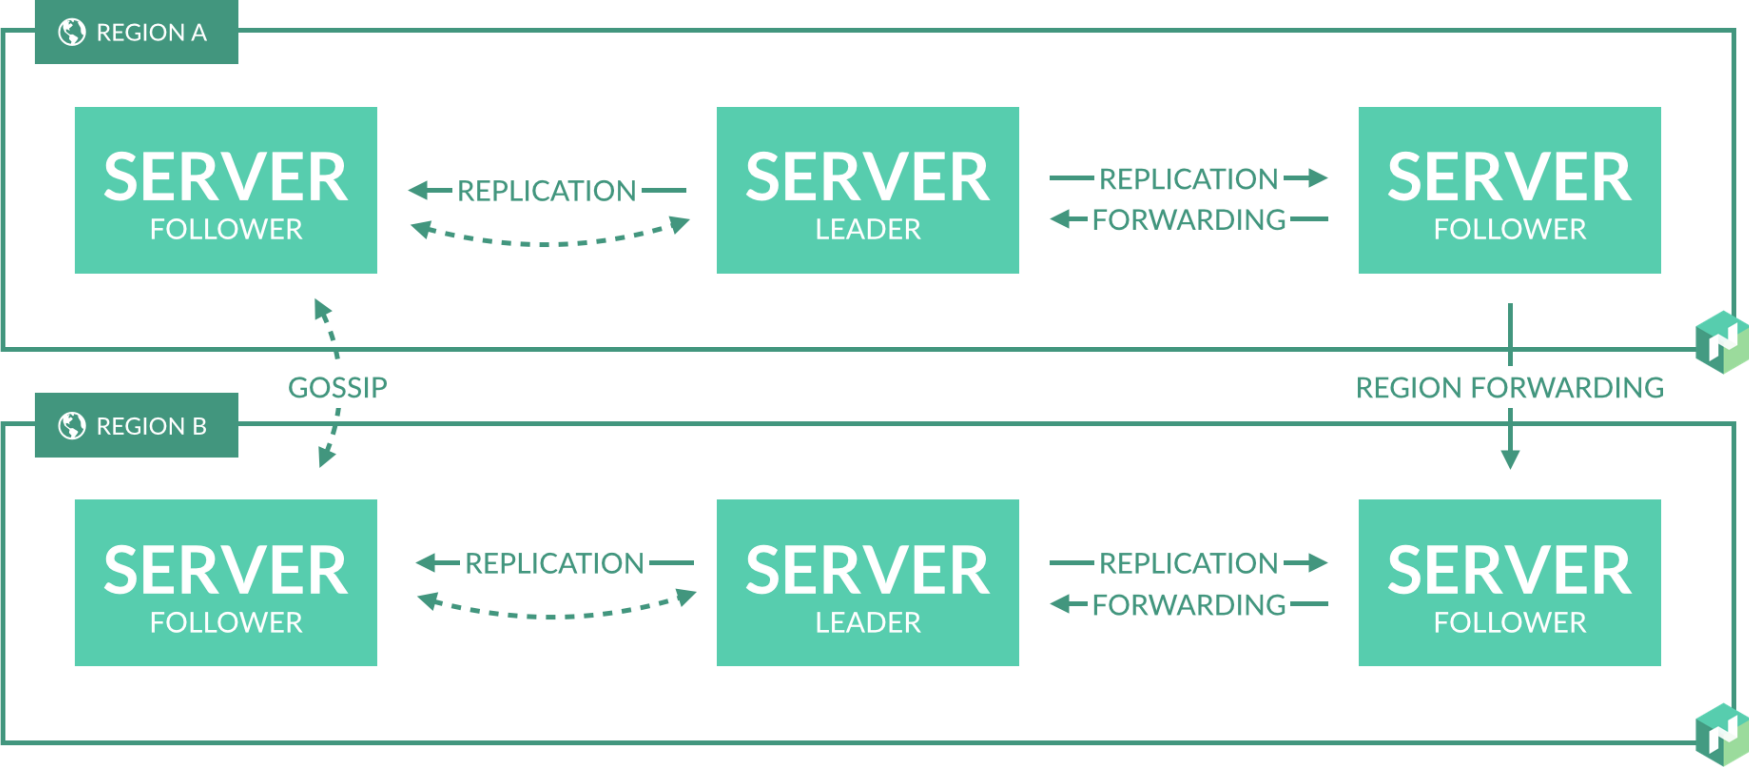 REGION A
SERVER
FOLLOWER
REPLICATION
SERVER
LEADER
REPLICATION
FORWARDING
SERVER
FOLLOWER
GOSSIP
REGION FORWARDING
REGION B
SERVER
FOLLOWER
REPLICATION
SERVER
LEADER
REPLICATION
FORWARDING
SERVER
FOLLOWER